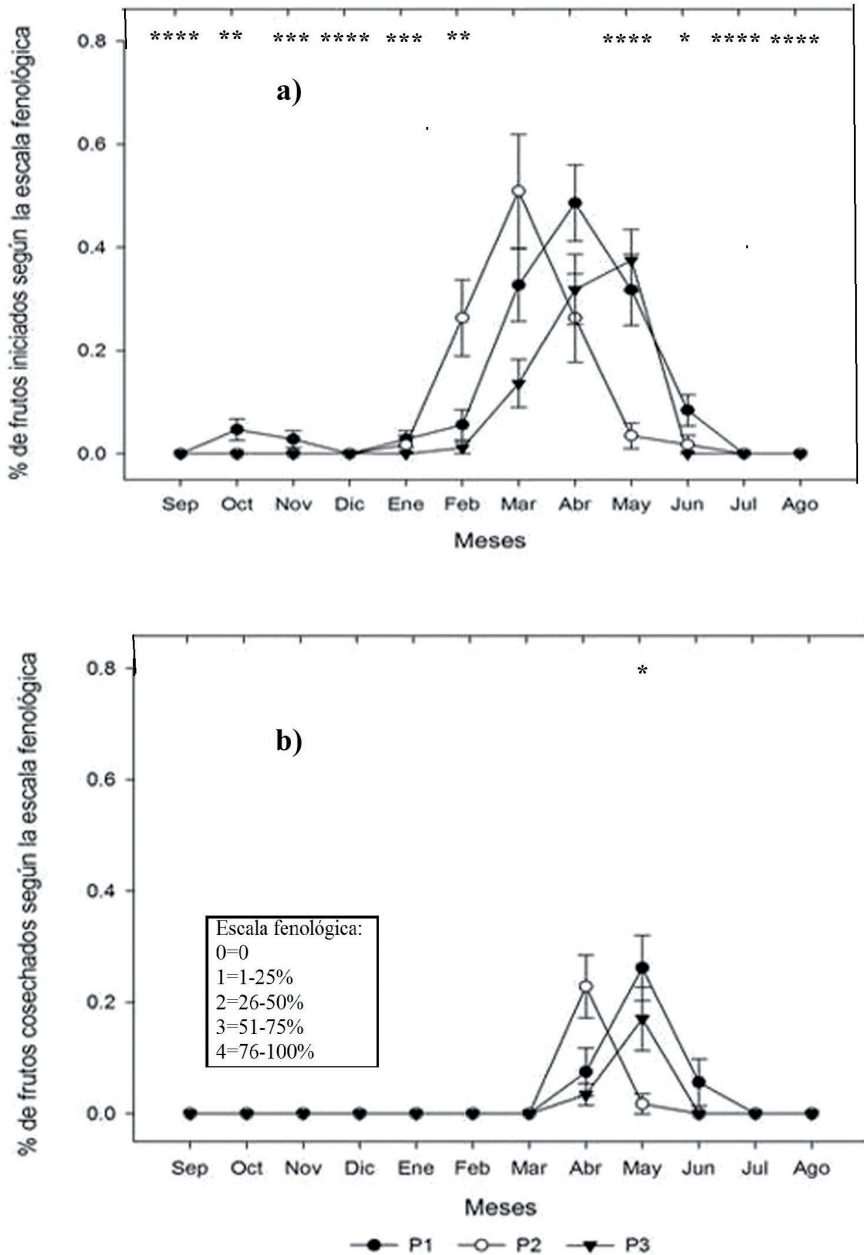 0.8
**** ** *** **** *** ** **** * **** ****
a)
0.6
0.4
0.2
0.0
% de frutos iniciados según la escala fenológica
Sep Oct Nov Dic Ene Feb Mar Abr May Jun Jul Ago
Meses
0.8
*
b)
0.6
0.4
0.2
0.0
% de frutos cosechados según la escala fenológica
Escala fenológica:
0=0
1=1-25%
2=26-50%
3=51-75%
4=76-100%
Sep Oct Nov Dic Ene Feb Mar Abr May Jun Jul Ago
Meses
P1 P2 P3